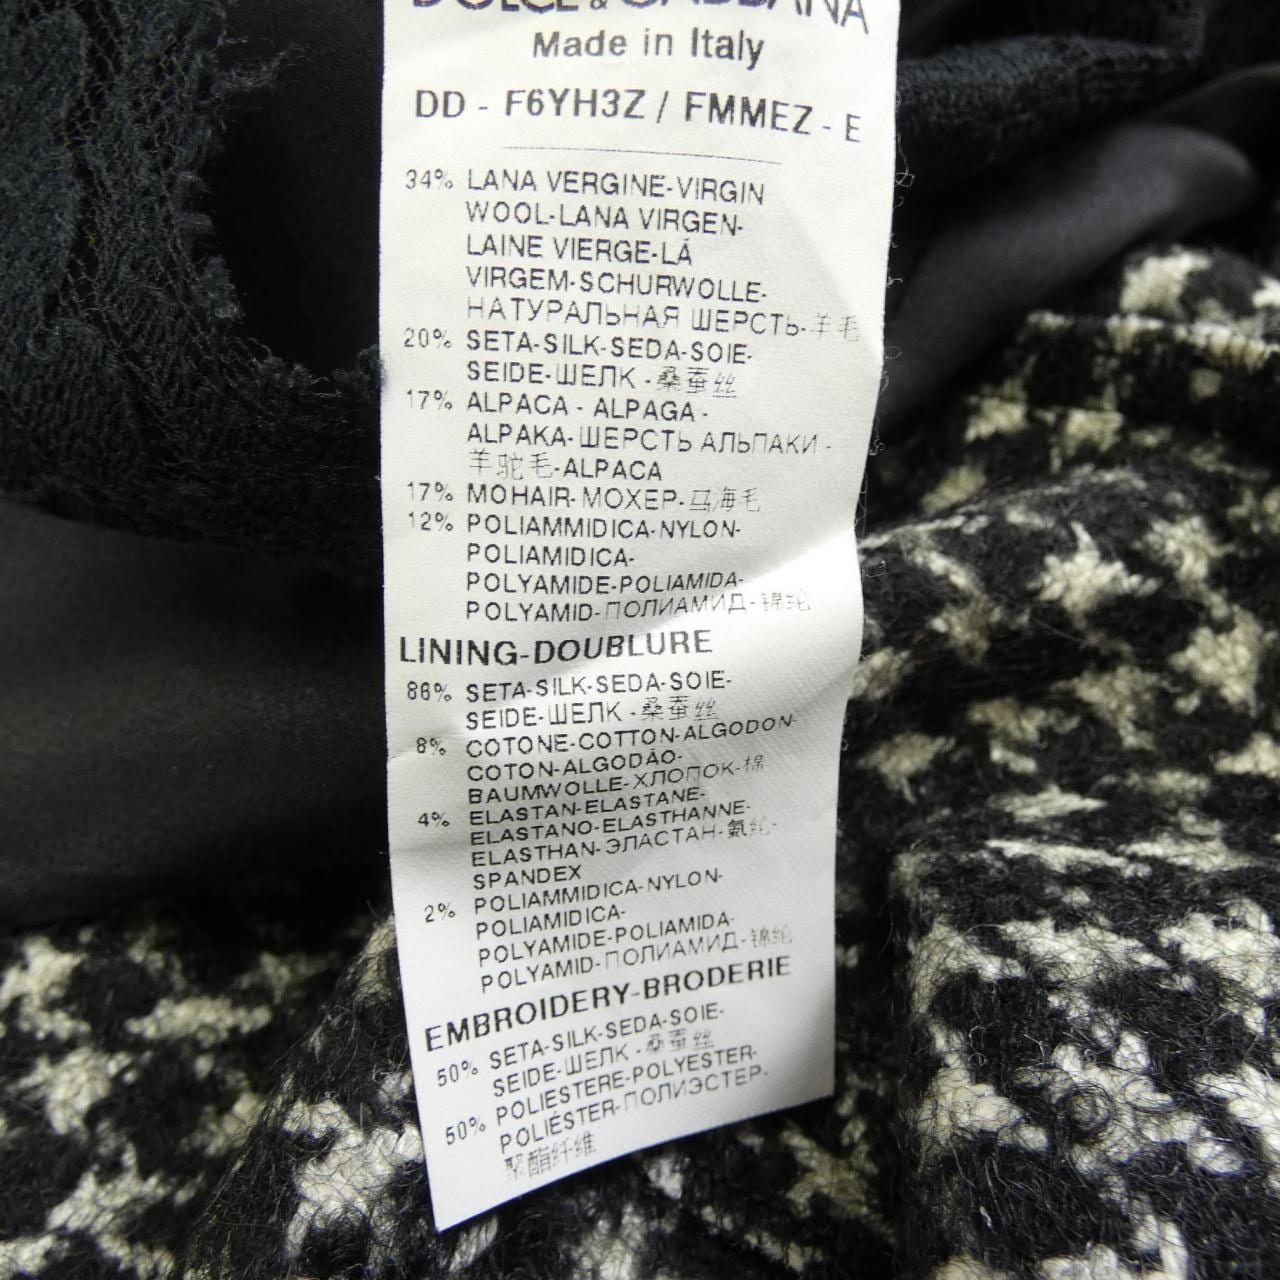 DOLCE & GABBANA
Made in Italy
DD - F6YH3Z / FMMEZ - E
34% LANA VERGINE-VIRGIN
WOOL-LANA VIRGEN-
LAINE VIERGE-LÁ
VIRGEM-SCHURWOLLE-
НАТУРАЛЬНАЯ ШЕРСТЬ-羊毛
20% SETA-SILK-SEDA-SOIE-
SEIDE-ШЕЛК -桑蚕丝
17% ALPACA - ALPAGA -
ALPAKA-ШЕРСТЬ АЛЬПАКИ -
羊驼毛-ALPACA
17% MOHAIR-МОХЕР-马海毛
12% POLIAMMIDICA-NYLON-
POLIAMIDICA-
POLYAMIDE-POLIAMIDA-
POLYAMID-ПОЛИАМИД-锦纶
LINING-DOUBLURE
86% SETA-SILK-SEDA-SOIE-
SEIDE-ШЕЛК -桑蚕丝
8% COTONE-COTTON-ALGODON-
COTON-ALGODÃO-
BAUMWOLLE-ХЛОПОК-棉
4% ELASTAN-ELASTANE-
ELASTANO-ELASTHANNE-
ELASTHAN-ЭЛАСТАН-氨纶-
SPANDEX
2% POLIAMMIDICA-NYLON-
POLIAMIDICA-
POLYAMIDE-POLIAMIDA-
POLYAMID-ПОЛИАМИД-锦纶
EMBROIDERY-BRODERIE
50% SETA-SILK-SEDA-SOIE-
SEIDE-ШЕЛК -桑蚕丝
50% POLIESTERE-POLYESTER-
POLIÉSTER-ПОЛИЭСТЕР-
聚酯纤维